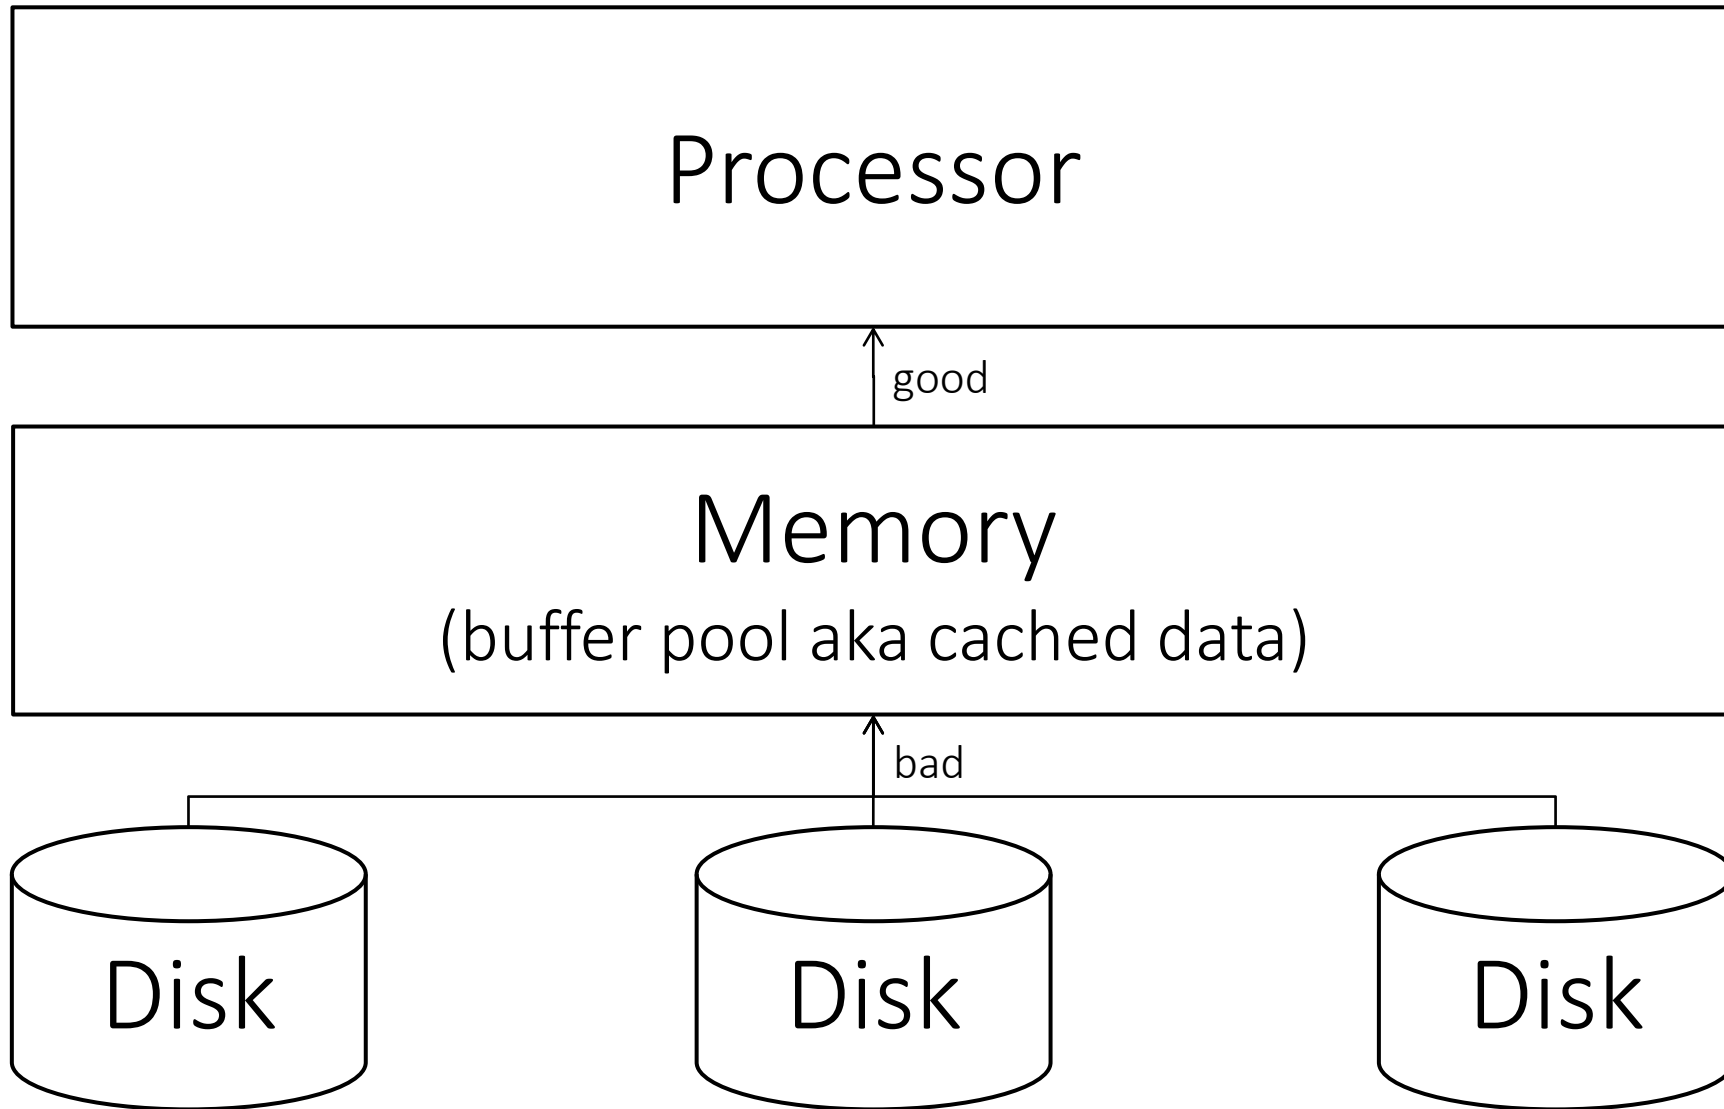 Processor
good
Memory
(buffer pool aka cached data)
bad
Disk
Disk
Disk